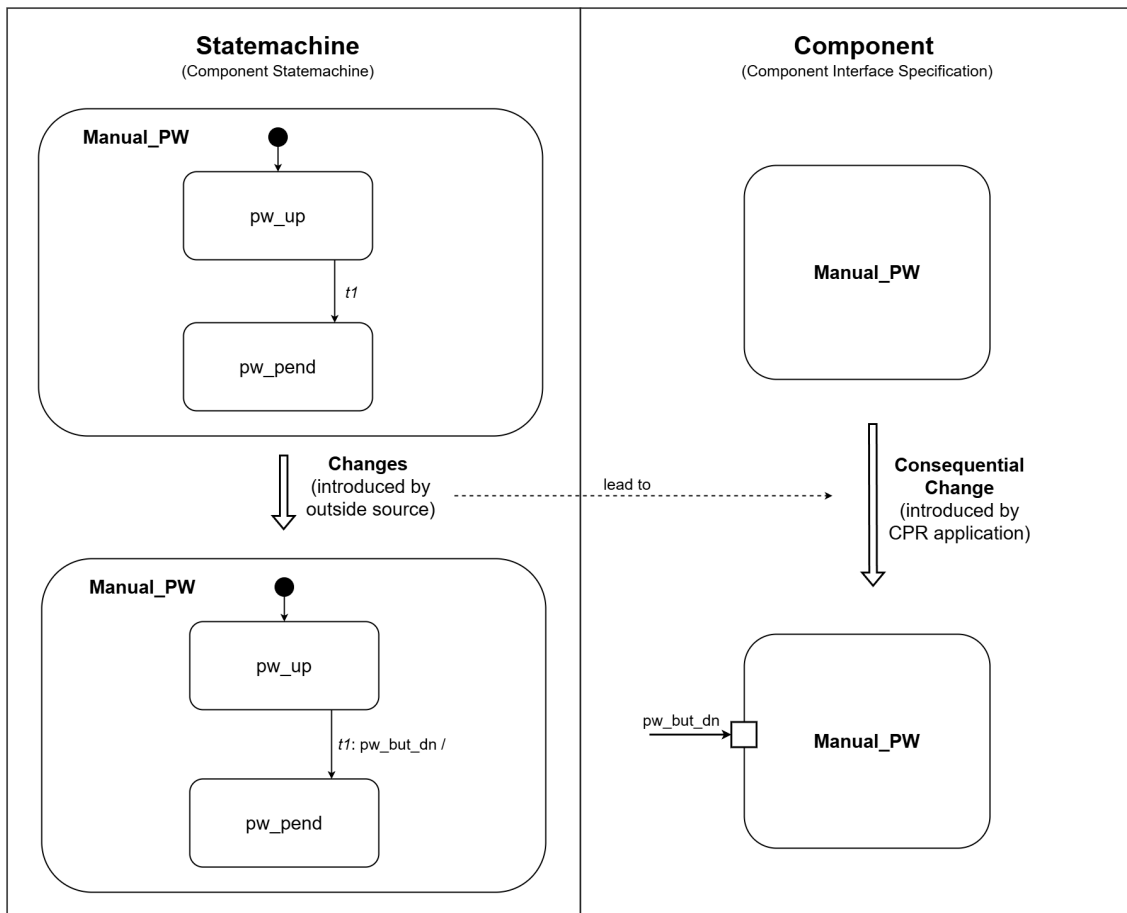 Statemachine
(Component Statemachine)
Manual_PW
pw_up
t1
pw_pend
Changes
(introduced by
outside source)
lead to
Manual_PW
pw_up
t1: pw_but_dn /
pw_pend
Component
(Component Interface Specification)
Manual_PW
Consequential
Change
(introduced by
CPR application)
pw_but_dn
Manual_PW